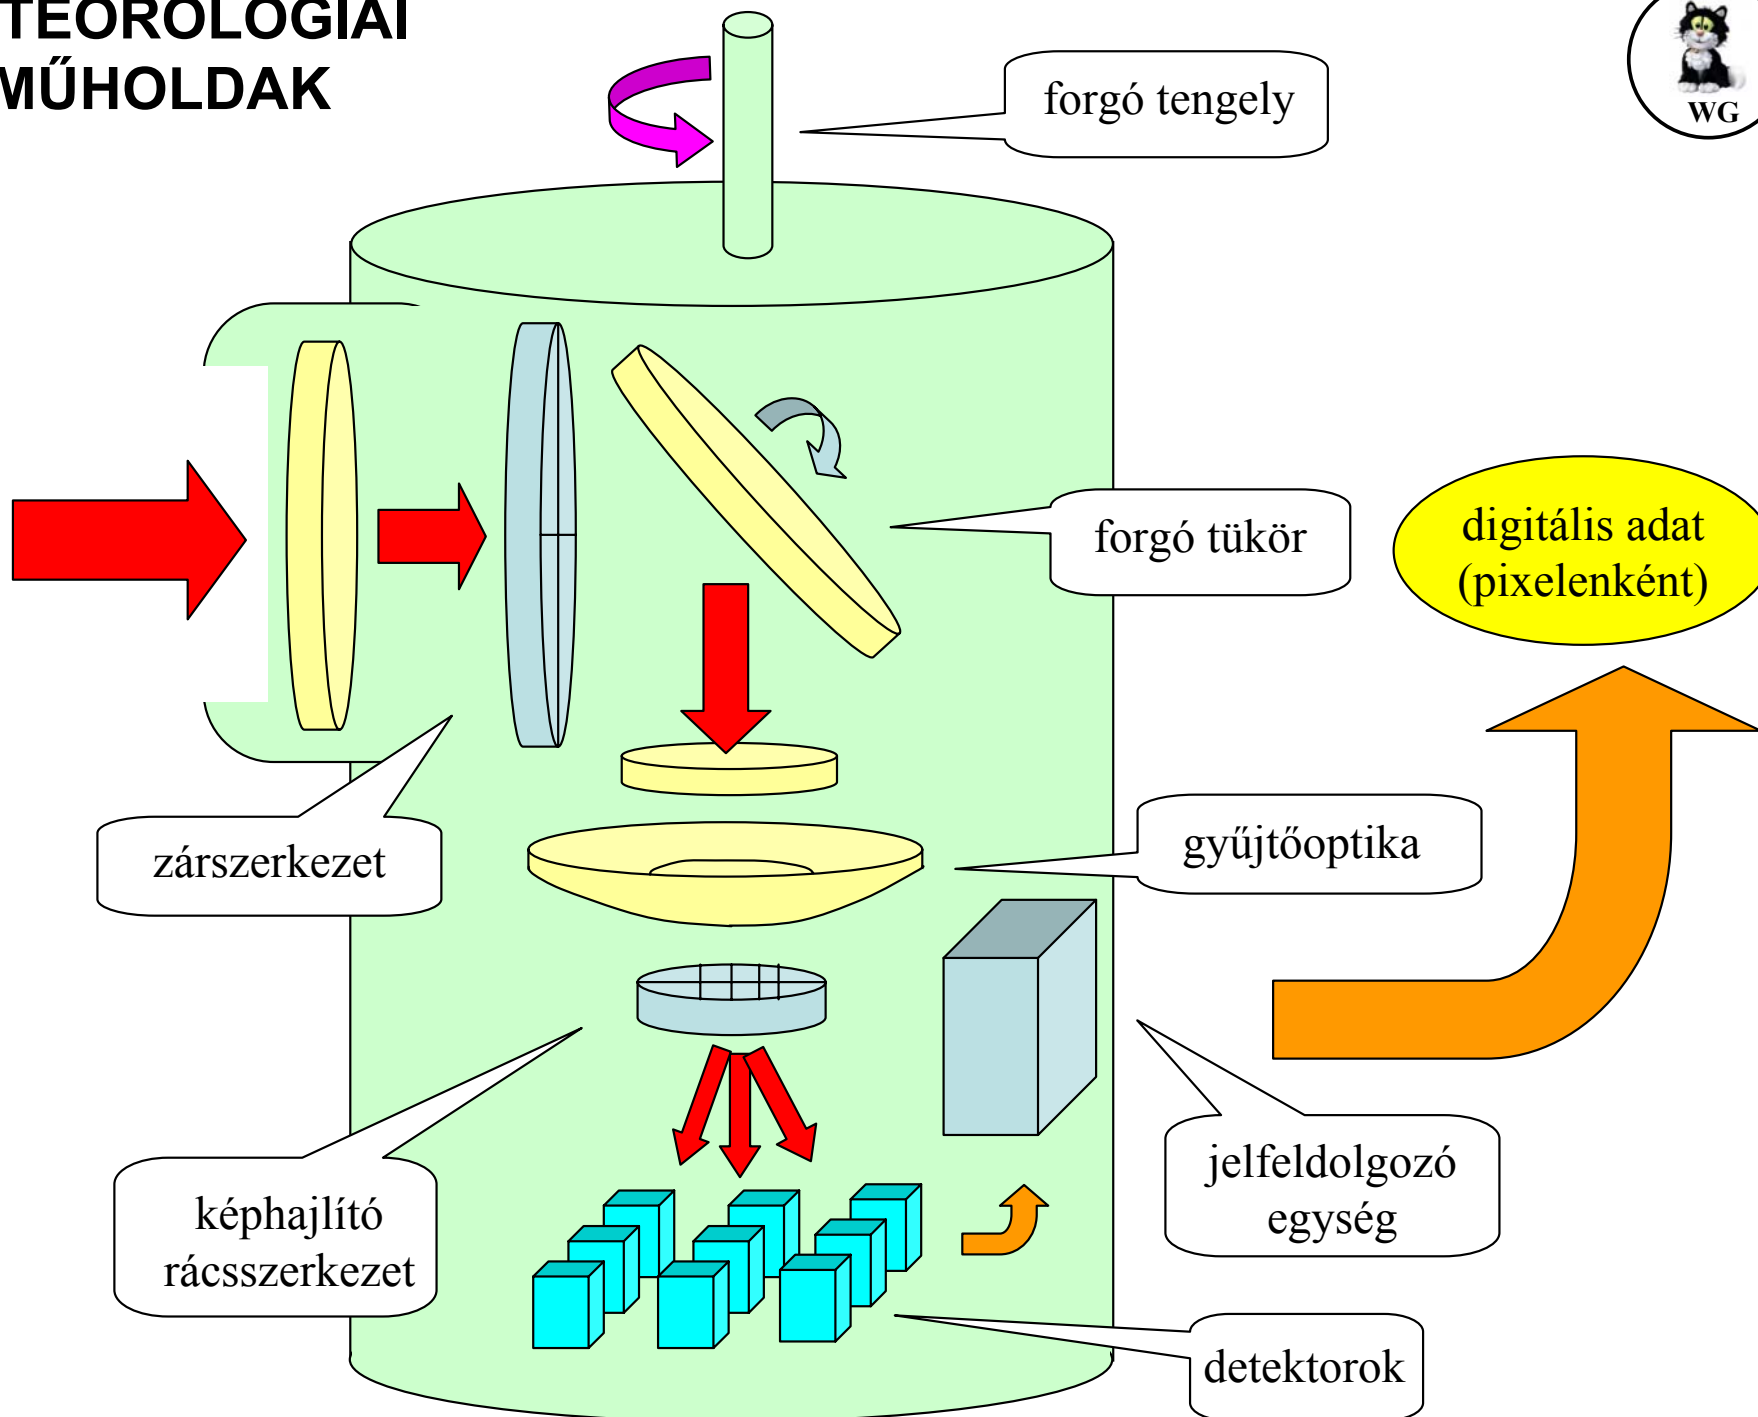 TEOROLÓGIAI
MŰHOLDAK
WG
forgó tengely
forgó tükör
digitális adat
(pixelenként)
zárszerkezet
gyűjtőoptika
képhajlító
rácsszerkezet
jelfeldolgozó
egység
detektorok